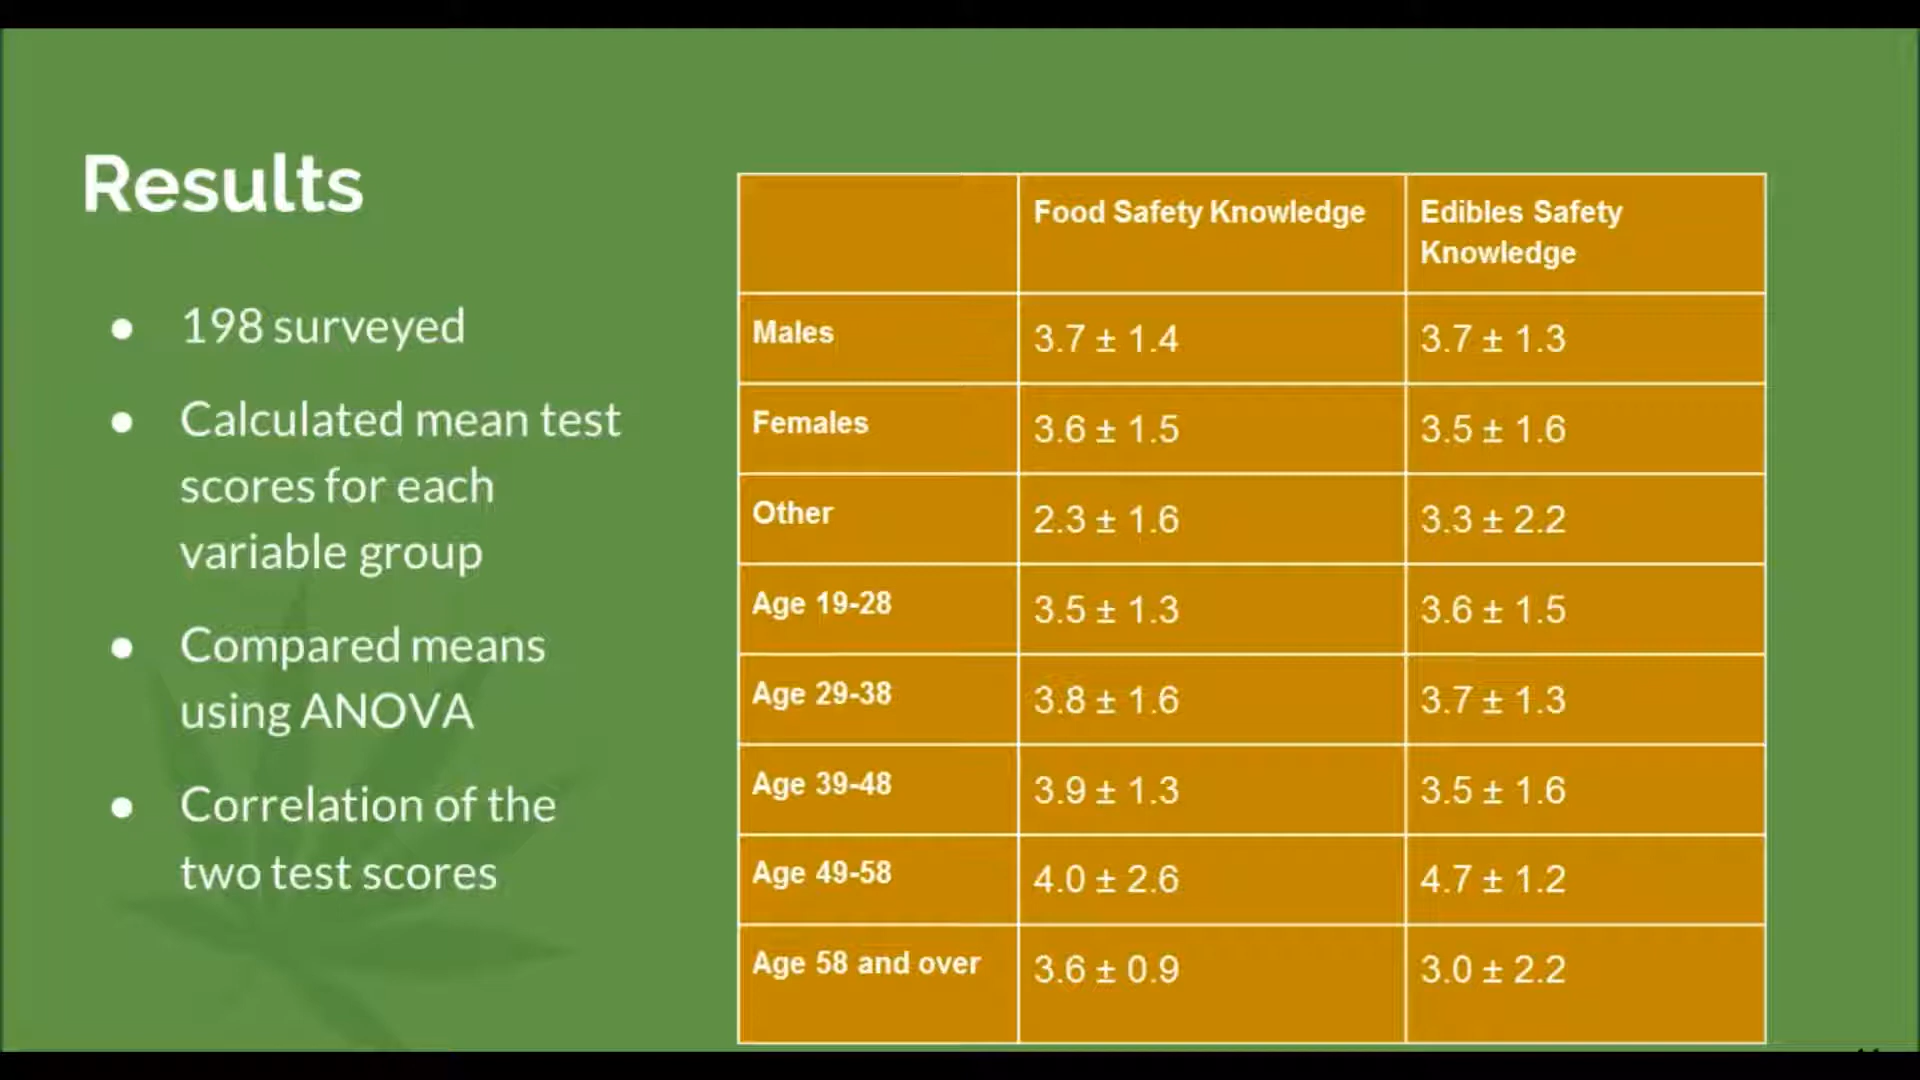 Results
● 198 surveyed
● Calculated mean test
scores for each
variable group
● Compared means
using ANOVA
● Correlation of the
two test scores
Food Safety Knowledge Edibles Safety
Knowledge
Males 3.7 ± 1.4 3.7 ± 1.3
Females 3.6 ± 1.5 3.5 ± 1.6
Other 2.3 ± 1.6 3.3 ± 2.2
Age 19-28 3.5 ± 1.3 3.6 ± 1.5
Age 29-38 3.8 ± 1.6 3.7 ± 1.3
Age 39-48 3.9 ± 1.3 3.5 ± 1.6
Age 49-58 4.0 ± 2.6 4.7 ± 1.2
Age 58 and over 3.6 ± 0.9 3.0 ± 2.2